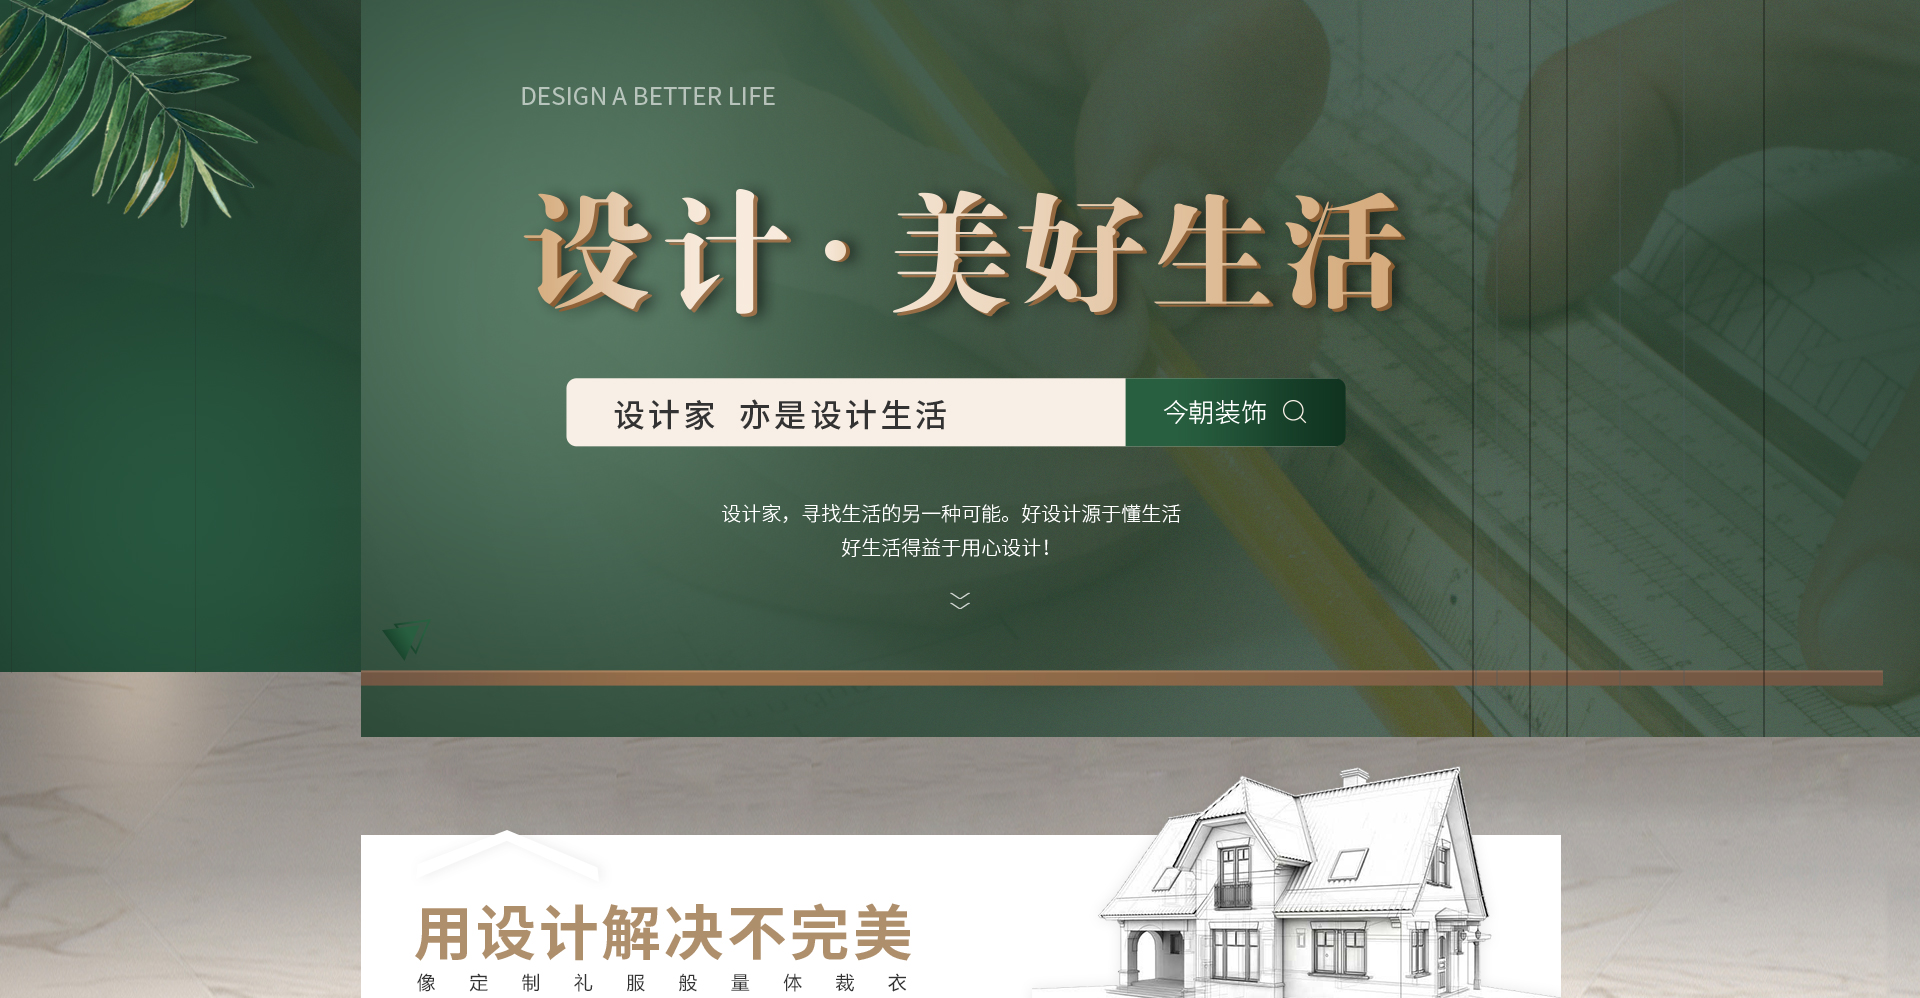 DESIGN A BETTER LIFE
设计·美好生活
设计家 亦是设计生活
今朝装饰
设计家，寻找生活的另一种可能。好设计源于懂生活
好生活得益于用心设计！
用设计解决不完美
像定制礼服般量体裁衣